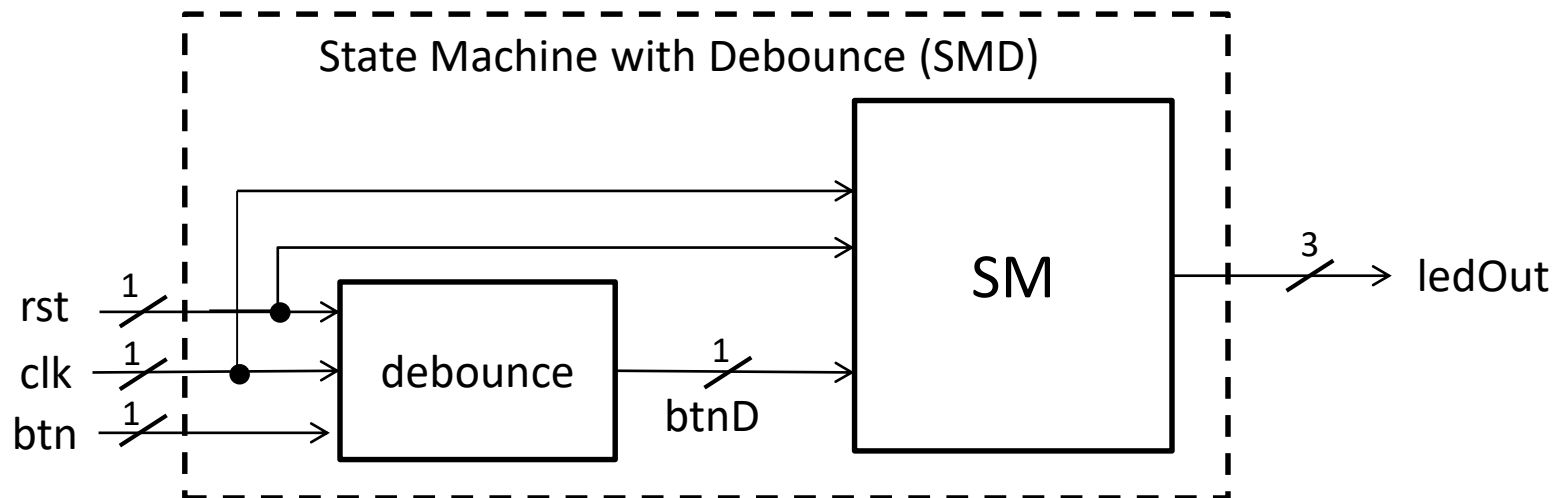 State Machine with Debounce (SMD)
SM
3
ledOut
1
rst
1
clk
debounce
1
btnD
1
btn